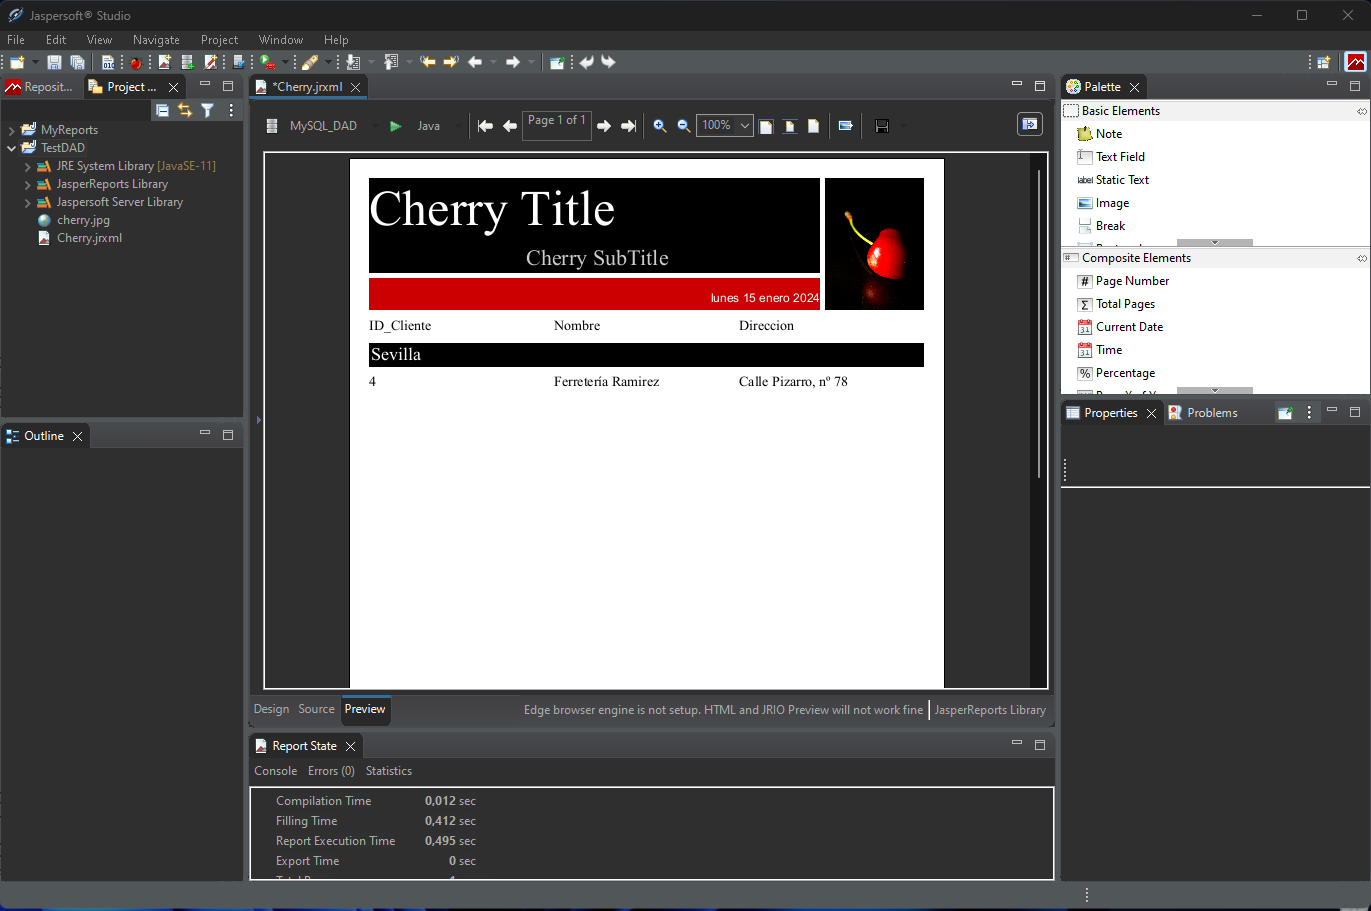 Jaspersoft® Studio
File Edit View Navigate Project Window Help
Reposit... Project ...
MyReports
TestDAD
JRE System Library [JavaSE-11]
JasperReports Library
Jaspersoft Server Library
cherry.jpg
Cherry.jrxml
Outline
*Cherry.jrxml
MySQL_DAD Java Page 1 of 1 100%
Cherry Title
Cherry SubTitle
lunes 15 enero 2024
ID_Cliente Nombre Direccion
Sevilla
4 Ferretería Ramirez Calle Pizarro, nº 78
Design Source Preview
Edge browser engine is not setup. HTML and JRIO Preview will not work fine JasperReports Library
Report State
Console Errors (0) Statistics
Compilation Time 0,012 sec
Filling Time 0,412 sec
Report Execution Time 0,495 sec
Export Time 0 sec
Palette
Basic Elements
Note
Text Field
label Static Text
Image
Break
Composite Elements
# Page Number
Σ Total Pages
31 Current Date
31 Time
% Percentage
Properties Problems